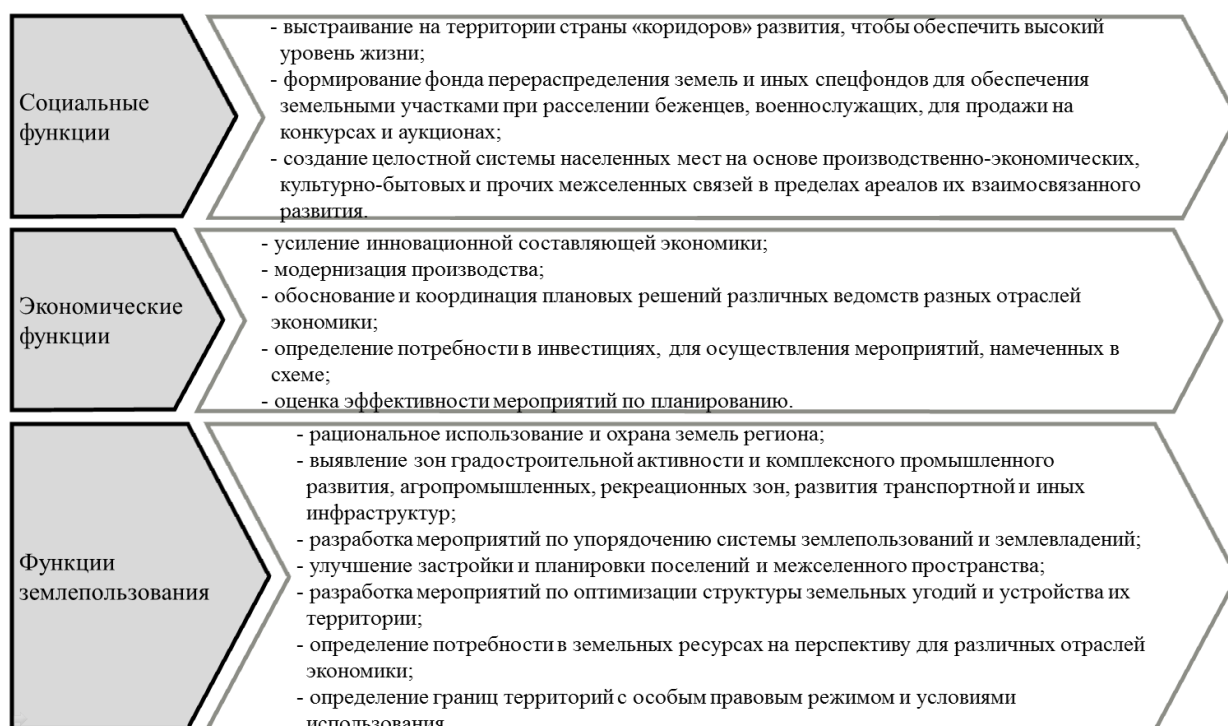 Социальные
функции
- выстраивание на территории страны «коридоров» развития, чтобы обеспечить высокий
уровень жизни;
- формирование фонда перераспределения земель и иных спецфондов для обеспечения
земельными участками при расселении беженцев, военнослужащих, для продажи на
конкурсах и аукционах;
- создание целостной системы населенных мест на основе производственно-экономических,
культурно-бытовых и прочих межселенных связей в пределах ареалов их взаимосвязанного
развития.
Экономические
функции
- усиление инновационной составляющей экономики;
- модернизация производства;
- обоснование и координация плановых решений различных ведомств разных отраслей
экономики;
- определение потребности в инвестициях, для осуществления мероприятий, намеченных в
схеме;
- оценка эффективности мероприятий по планированию.
Функции
землепользования
- рациональное использование и охрана земель региона;
- выявление зон градостроительной активности и комплексного промышленного
развития, агропромышленных, рекреационных зон, развития транспортной и иных
инфраструктур;
- разработка мероприятий по упорядочению системы землепользований и землевладений;
- улучшение застройки и планировки поселений и межселенного пространства;
- разработка мероприятий по оптимизации структуры земельных угодий и устройства их
территории;
- определение потребности в земельных ресурсах на перспективу для различных отраслей
экономики;
- определение границ территорий с особым правовым режимом и условиями
использования